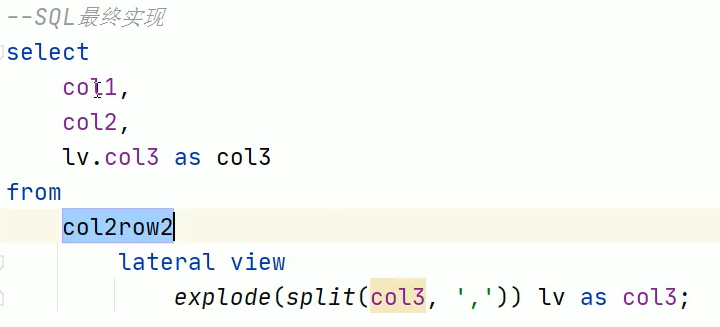 --SQL最终实现
select
col1,
col2,
lv.col3 as col3
from
col2row2
lateral view
explode(split(col3, ',')) lv as col3;